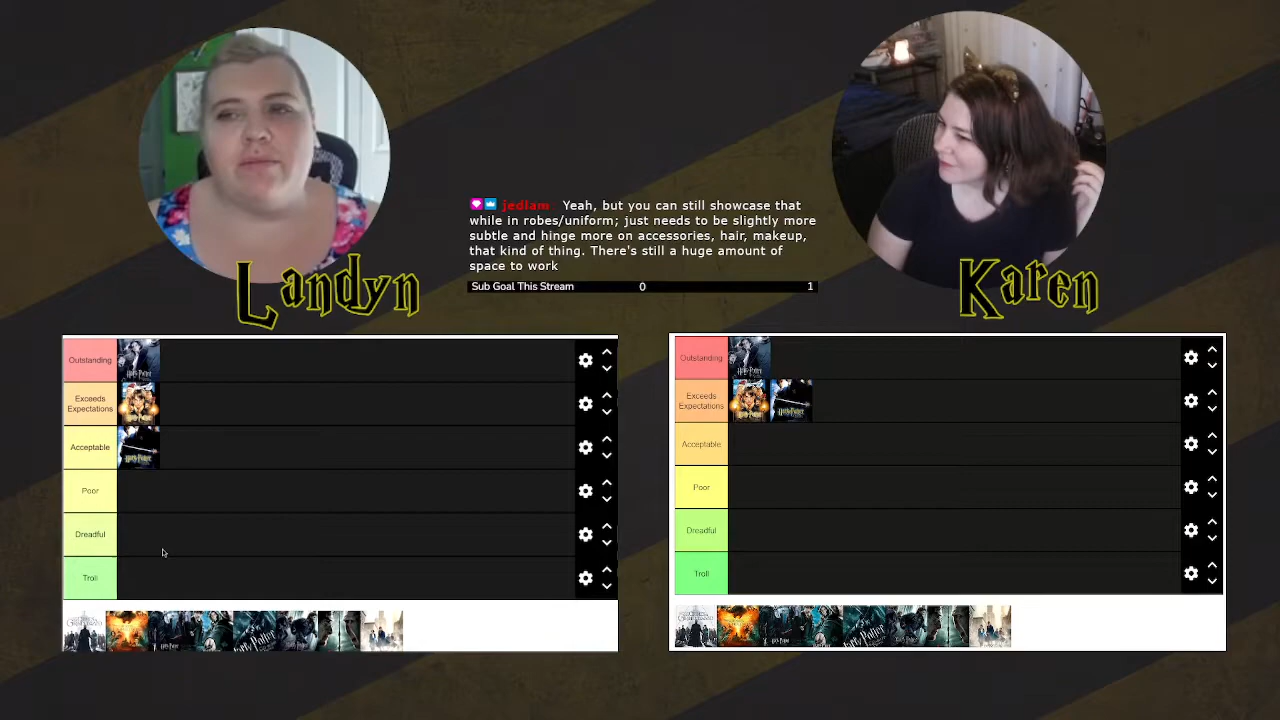 jedlam: Yeah, but you can still showcase that
while in robes/uniform; just needs to be slightly more
subtle and hinge more on accessories, hair, makeup,
that kind of thing. There's still a huge amount of
space to work
Sub Goal This Stream 0 1
Landyn
Karen
Outstanding
Exceeds
Expectations
Acceptable
Poor
Dreadful
Troll
Outstanding
Exceeds
Expectations
Acceptable
Poor
Dreadful
Troll